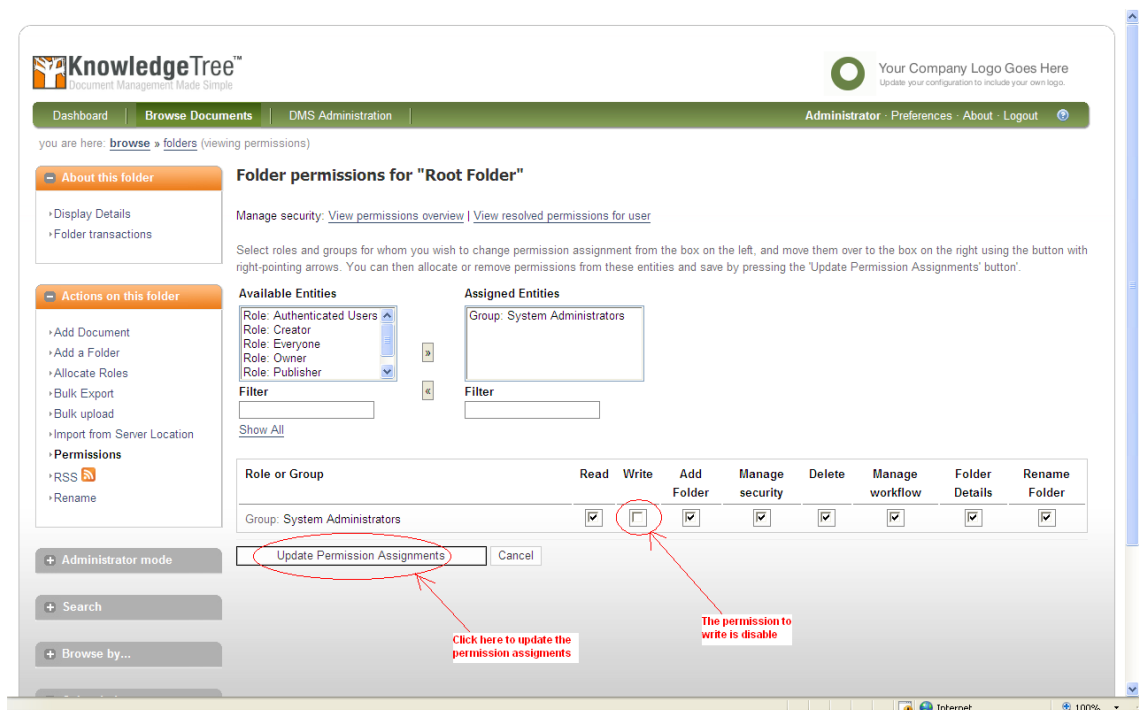 KnowledgeTree™
Document Management Made Simple
Your Company Logo Goes Here
Update your configuration to include your own logo.
Dashboard Browse Documents DMS Administration Administrator · Preferences · About · Logout ?
you are here: browse » folders (viewing permissions)
About this folder
Display Details
Folder transactions
Actions on this folder
Add Document
Add a Folder
Allocate Roles
Bulk Export
Bulk upload
Import from Server Location
Permissions
RSS
Rename
Administrator mode
Search
Browse by...
Folder permissions for "Root Folder"
Manage security: View permissions overview | View resolved permissions for user
Select roles and groups for whom you wish to change permission assignment from the box on the left, and move them over to the box on the right using the button with
right-pointing arrows. You can then allocate or remove permissions from these entities and save by pressing the 'Update Permission Assignments' button'.
Available Entities Assigned Entities
Role: Authenticated Users
Role: Creator
Role: Everyone
Role: Owner
Role: Publisher
»
«
Group: System Administrators
Filter Filter
Show All
Role or Group Read Write Add Folder Manage security Delete Manage workflow Folder Details Rename Folder
Group: System Administrators
Update Permission Assignments Cancel
Click here to update the
permission assigments
The permission to
write is disable
Internet 100%